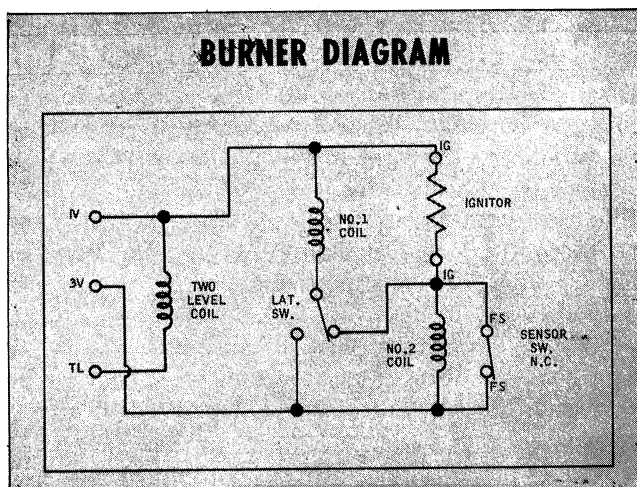 BURNER DIAGRAM
IG
1V
NO.1
COIL
IGNITOR
3V
TWO
LEVEL
COIL
LAT.
SW.
IG
FS
SENSOR
SW.
N.C.
NO.2
COIL
TL
FS